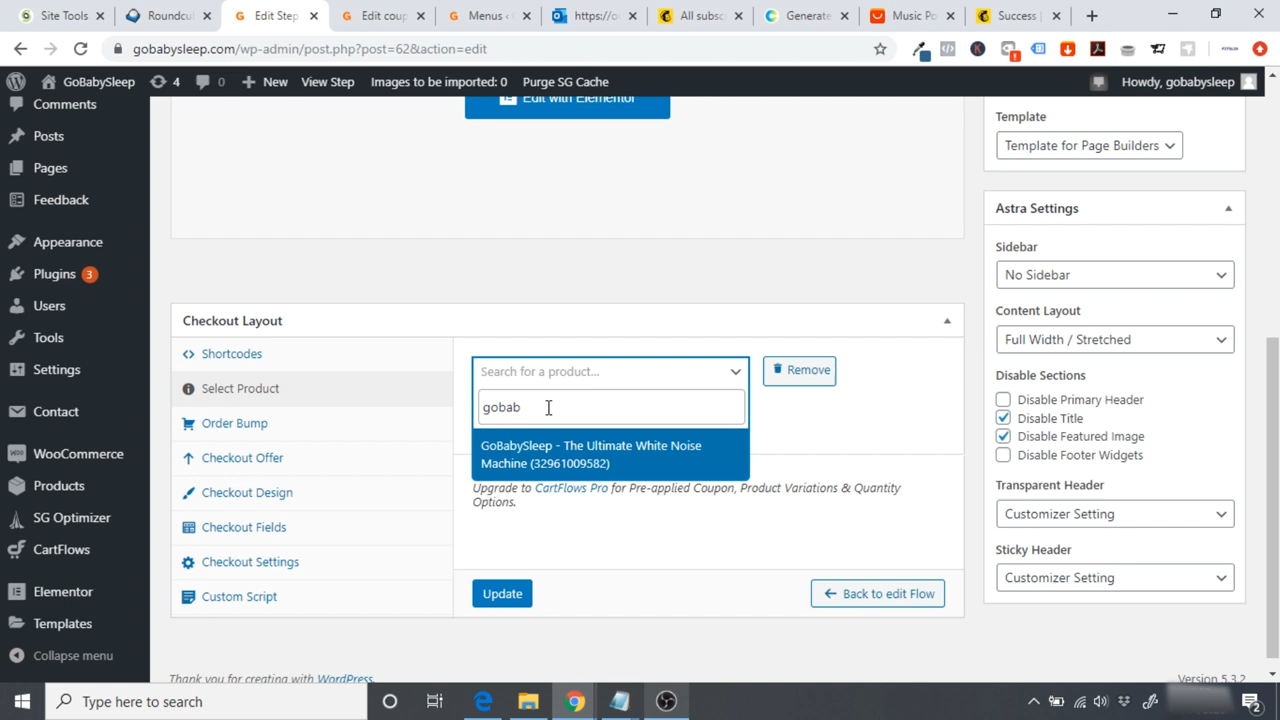 Site Tools
Roundcu
Edit Step
Edit coup
Menus ‹
https://ou
All subsc
Generate
Music Po
Success |
gobabysleep.com/wp-admin/post.php?post=62&action=edit
GoBabySleep
4
0
New
View Step
Images to be imported: 0
Purge SG Cache
Howdy, gobabysleep
Comments
Posts
Pages
Feedback
Appearance
Plugins 3
Users
Tools
Settings
Contact
WooCommerce
Products
SG Optimizer
CartFlows
Elementor
Templates
Collapse menu
Edit with Elementor
Checkout Layout
Shortcodes
Select Product
Order Bump
Checkout Offer
Checkout Design
Checkout Fields
Checkout Settings
Custom Script
Search for a product...
Remove
gobab
GoBabySleep - The Ultimate White Noise
Machine (32961009582)
Upgrade to CartFlows Pro for Pre-applied Coupon, Product Variations & Quantity
Options.
Update
Back to edit Flow
Thank you for creating with WordPress.
Version 5.3.2
Template
Template for Page Builders
Astra Settings
Sidebar
No Sidebar
Content Layout
Full Width / Stretched
Disable Sections
Disable Primary Header
Disable Title
Disable Featured Image
Disable Footer Widgets
Transparent Header
Customizer Setting
Sticky Header
Customizer Setting
Type here to search
2